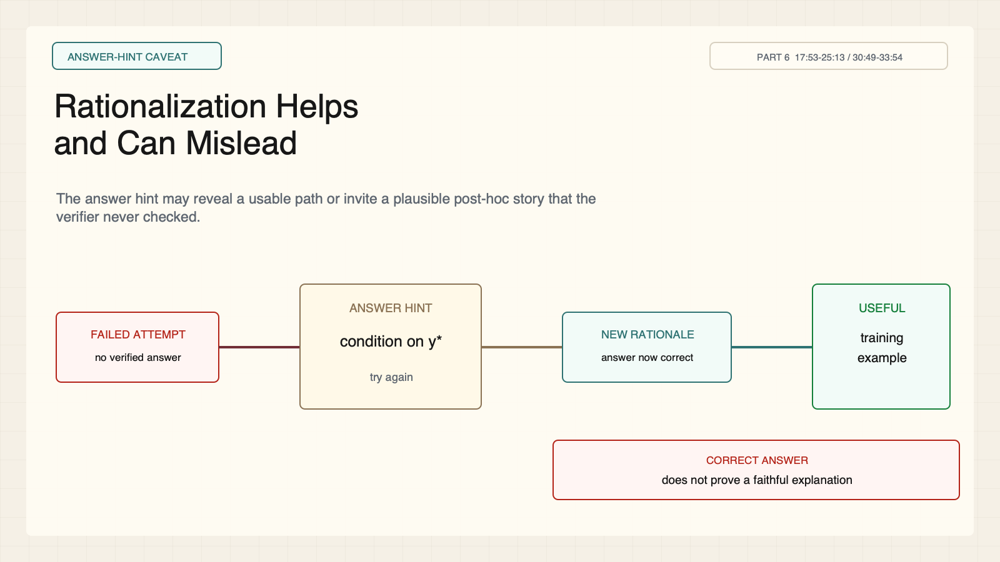 ANSWER-HINT CAVEAT
PART 6  17:53-25:13 / 30:49-33:54
Rationalization Helps
and Can Mislead
The answer hint may reveal a usable path or invite a plausible post-hoc story that the
verifier never checked.
FAILED ATTEMPT
no verified answer
ANSWER HINT
condition on y*
try again
NEW RATIONALE
answer now correct
USEFUL
training
example
CORRECT ANSWER
does not prove a faithful explanation